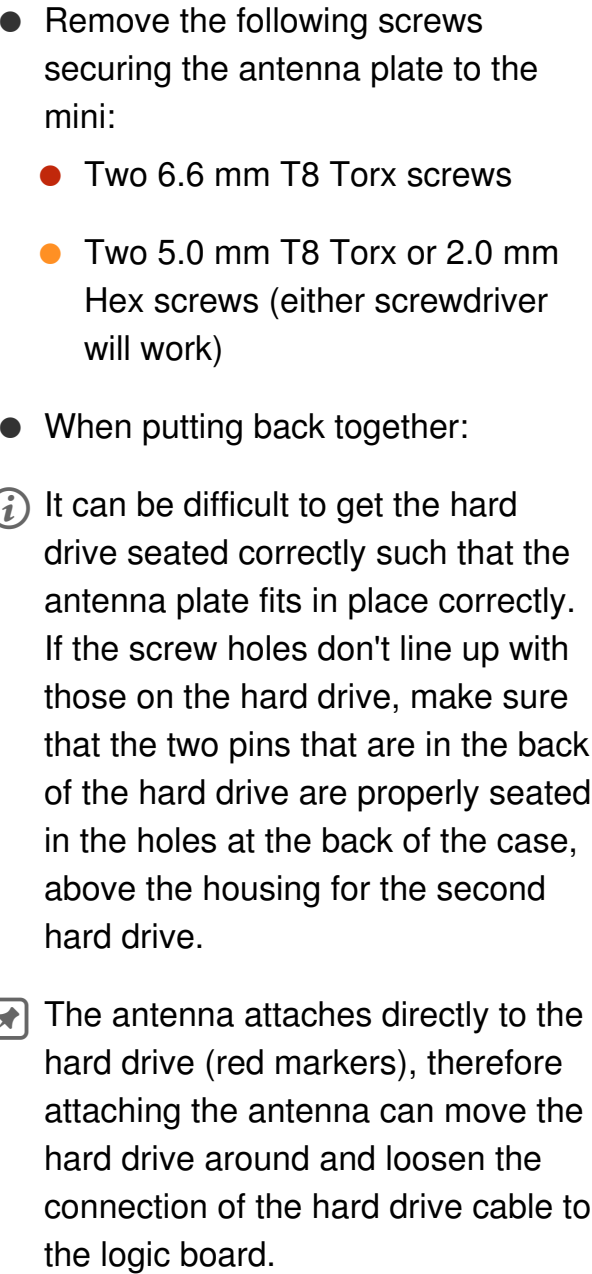 Remove the following screws
securing the antenna plate to the
mini:
Two 6.6 mm T8 Torx screws
Two 5.0 mm T8 Torx or 2.0 mm
Hex screws (either screwdriver
will work)
When putting back together:
It can be difficult to get the hard
drive seated correctly such that the
antenna plate fits in place correctly.
If the screw holes don't line up with
those on the hard drive, make sure
that the two pins that are in the back
of the hard drive are properly seated
in the holes at the back of the case,
above the housing for the second
hard drive.
The antenna attaches directly to the
hard drive (red markers), therefore
attaching the antenna can move the
hard drive around and loosen the
connection of the hard drive cable to
the logic board.